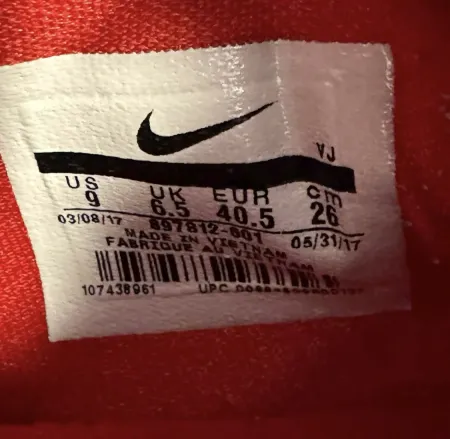 VJ
US UK EUR cm
9 6.5 40.5 26
03/08/17 897812-601 05/31/17
MADE IN VIETNAM
FABRIQUE AU VIETNAM
107438961 UPC